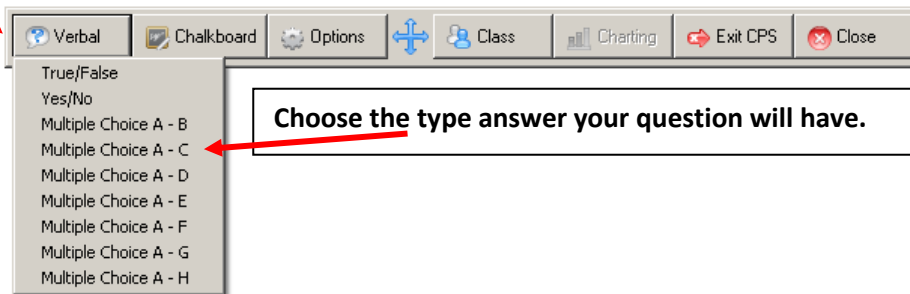 Verbal Chalkboard Options Class Charting Exit CPS Close
True/False
Yes/No
Multiple Choice A - B
Multiple Choice A - C
Multiple Choice A - D
Multiple Choice A - E
Multiple Choice A - F
Multiple Choice A - G
Multiple Choice A - H
Choose the type answer your question will have.